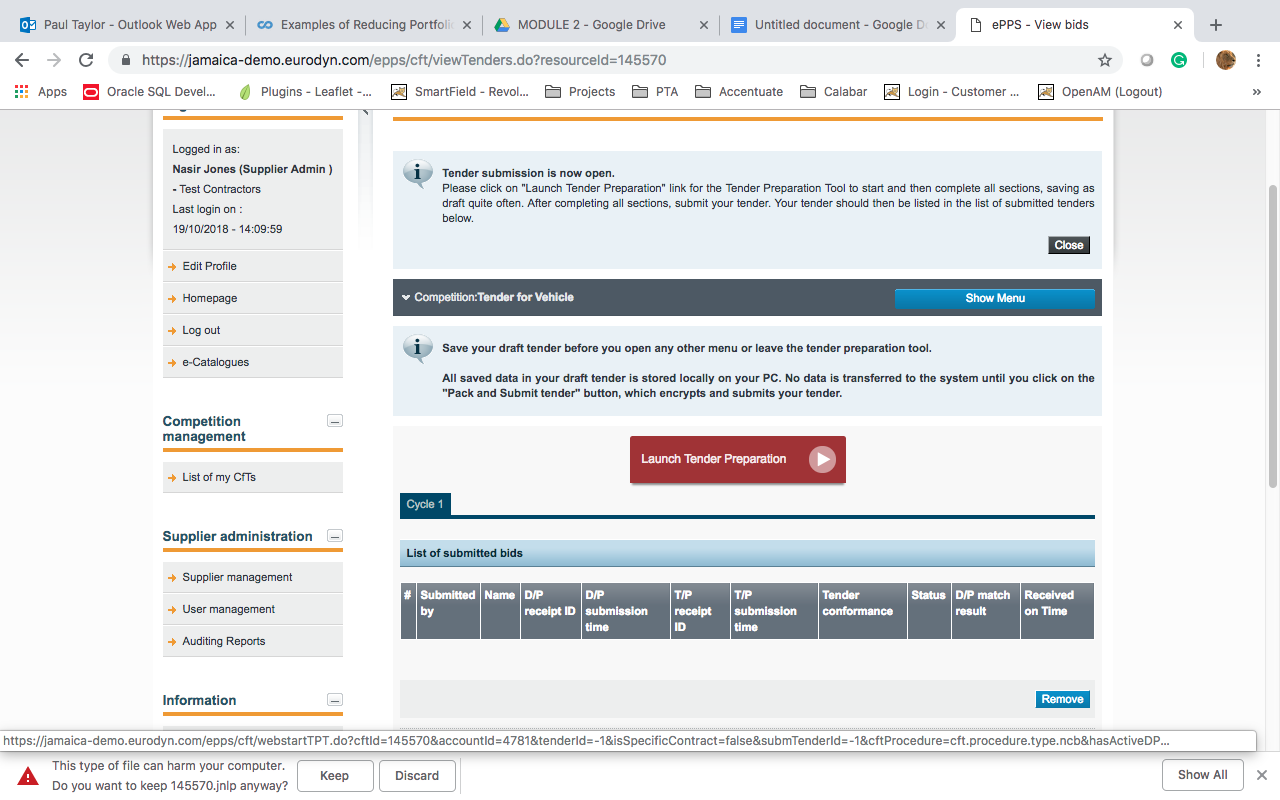 Paul Taylor - Outlook Web App
Examples of Reducing Portfoli
MODULE 2 - Google Drive
Untitled document - Google D
ePPS - View bids
https://jamaica-demo.eurodyn.com/epps/cft/viewTenders.do?resourceId=145570
Apps
Oracle SQL Devel...
Plugins - Leaflet -...
SmartField - Revol...
Projects
PTA
Accentuate
Calabar
Login - Customer ...
OpenAM (Logout)
»
Logged in as:
Nasir Jones (Supplier Admin )
- Test Contractors
Last login on :
19/10/2018 - 14:09:59
Edit Profile
Homepage
Log out
e-Catalogues
Competition
management
List of my CfTs
Supplier administration
Supplier management
User management
Auditing Reports
Information
Tender submission is now open.
Please click on "Launch Tender Preparation" link for the Tender Preparation Tool to start and then complete all sections, saving as
draft quite often. After completing all sections, submit your tender. Your tender should then be listed in the list of submitted tenders
below.
Close
Competition:Tender for Vehicle
Show Menu
Save your draft tender before you open any other menu or leave the tender preparation tool.
All saved data in your draft tender is stored locally on your PC. No data is transferred to the system until you click on the
"Pack and Submit tender" button, which encrypts and submits your tender.
Launch Tender Preparation
Cycle 1
List of submitted bids
#
Submitted
by
Name
D/P
receipt ID
D/P
submission
time
T/P
receipt
ID
T/P
submission
time
Tender
conformance
Status
D/P match
result
Received
on Time
Remove
https://jamaica-demo.eurodyn.com/epps/cft/webstartTPT.do?cftId=145570&accountId=4781&tenderId=-1&isSpecificContract=false&submTenderId=-1&cftProcedure=cft.procedure.type.ncb&hasActiveDP...
This type of file can harm your computer.
Do you want to keep 145570.jnlp anyway?
Keep
Discard
Show All